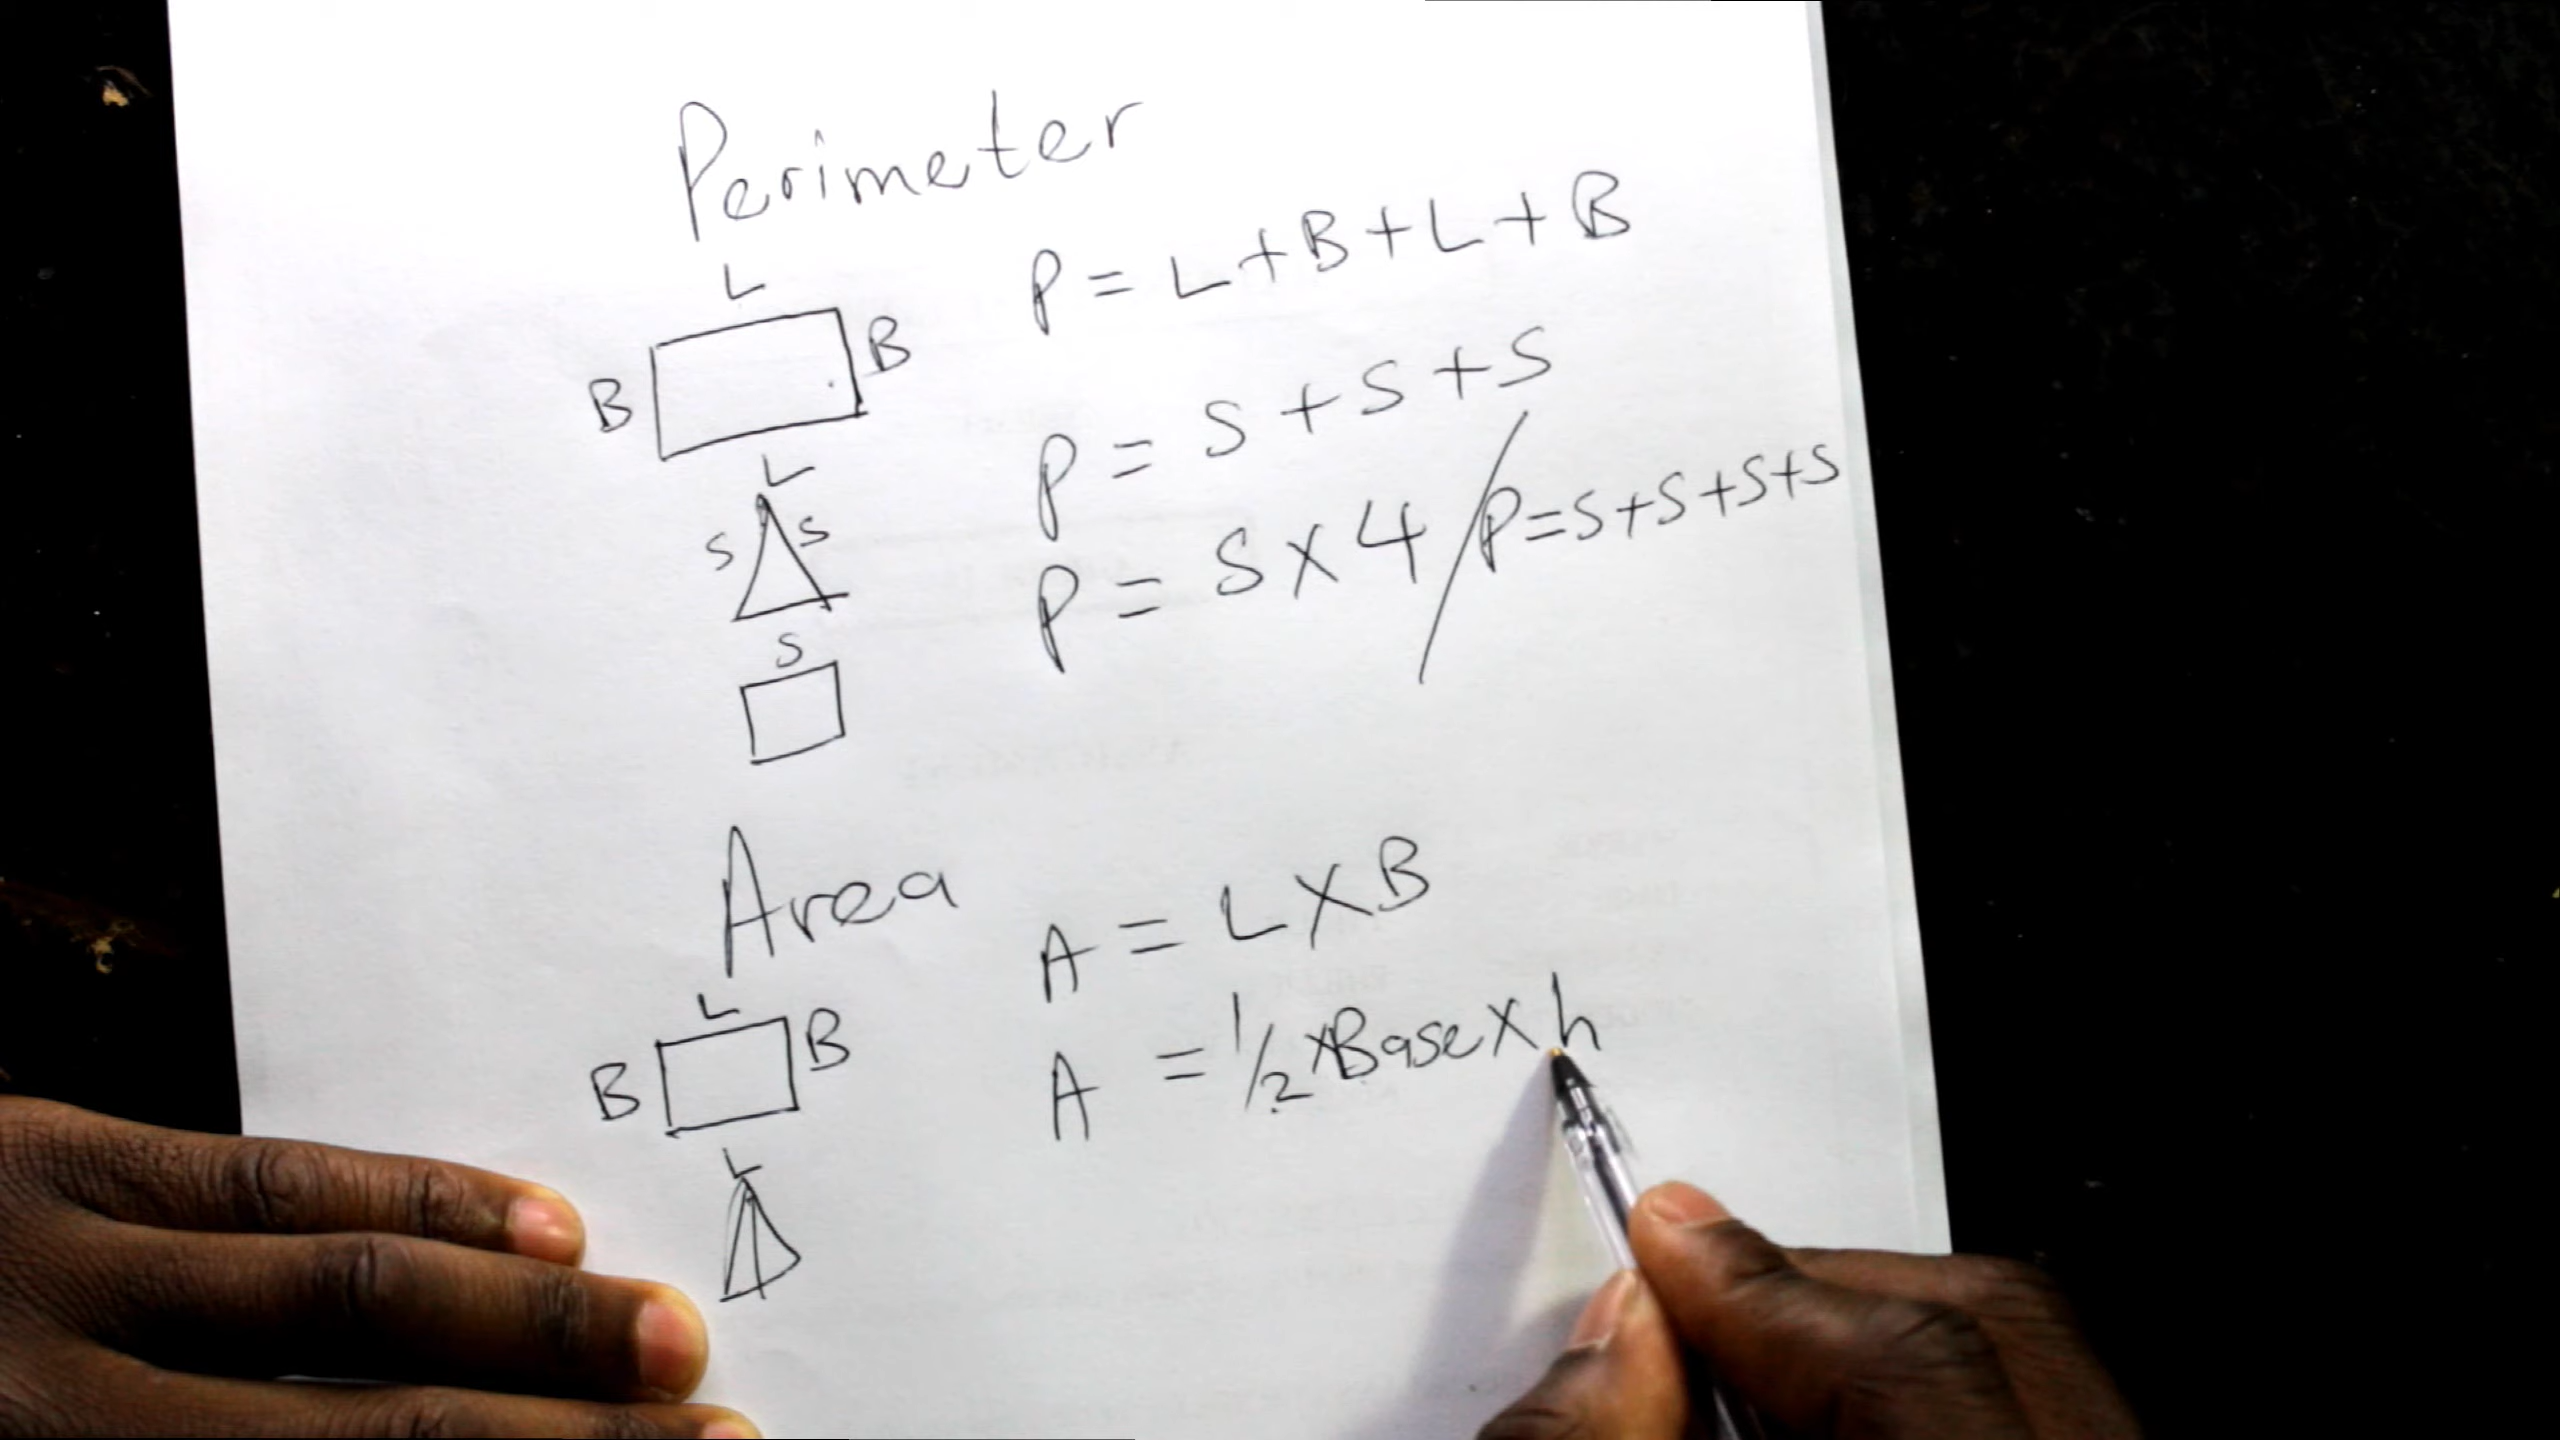 Perimeter
L
P = L + B + L + B
B
B
L
P = S + S + S
S
S
P = S x 4 / P = S + S + S + S
S
Area
A = L x B
L
B
B
A = 1/2 x Base x h
L